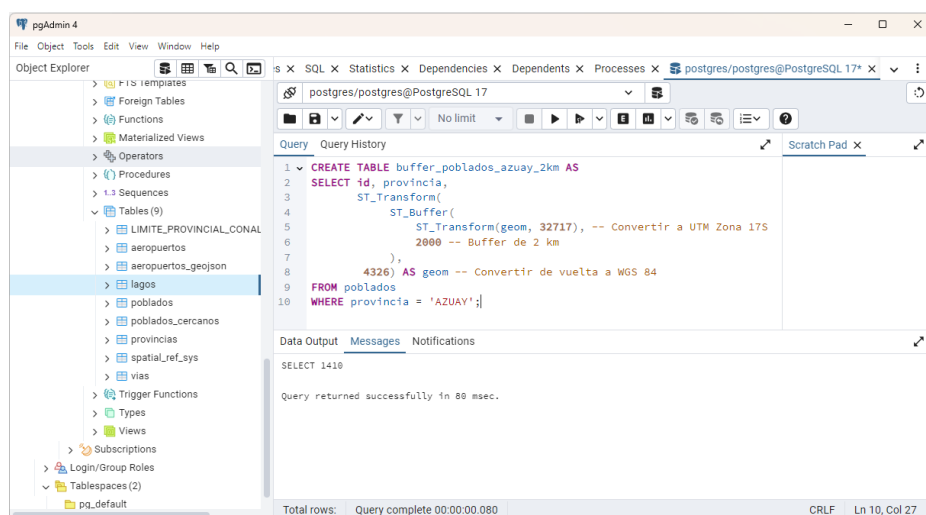 pgAdmin 4
File Object Tools Edit View Window Help
Object Explorer
s SQL Statistics Dependencies Dependents Processes postgres/postgres@PostgreSQL 17*
FTS Templates
Foreign Tables
Functions
Materialized Views
Operators
Procedures
1..3 Sequences
Tables (9)
LIMITE_PROVINCIAL_CONAL
aeropuertos
aeropuertos_geojson
lagos
poblados
poblados_cercanos
provincias
spatial_ref_sys
vias
Trigger Functions
Types
Views
Subscriptions
Login/Group Roles
Tablespaces (2)
pg_default
postgres/postgres@PostgreSQL 17
No limit
Query Query History
Scratch Pad
1 CREATE TABLE buffer_poblados_azuay_2km AS
2 SELECT id, provincia,
3 ST_Transform(
4 ST_Buffer(
5 ST_Transform(geom, 32717), -- Convertir a UTM Zona 17S
6 2000 -- Buffer de 2 km
7 ),
8 4326) AS geom -- Convertir de vuelta a WGS 84
9 FROM poblados
10 WHERE provincia = 'AZUAY';
Data Output Messages Notifications
SELECT 1410
Query returned successfully in 80 msec.
Total rows: Query complete 00:00:00.080 CRLF Ln 10, Col 27